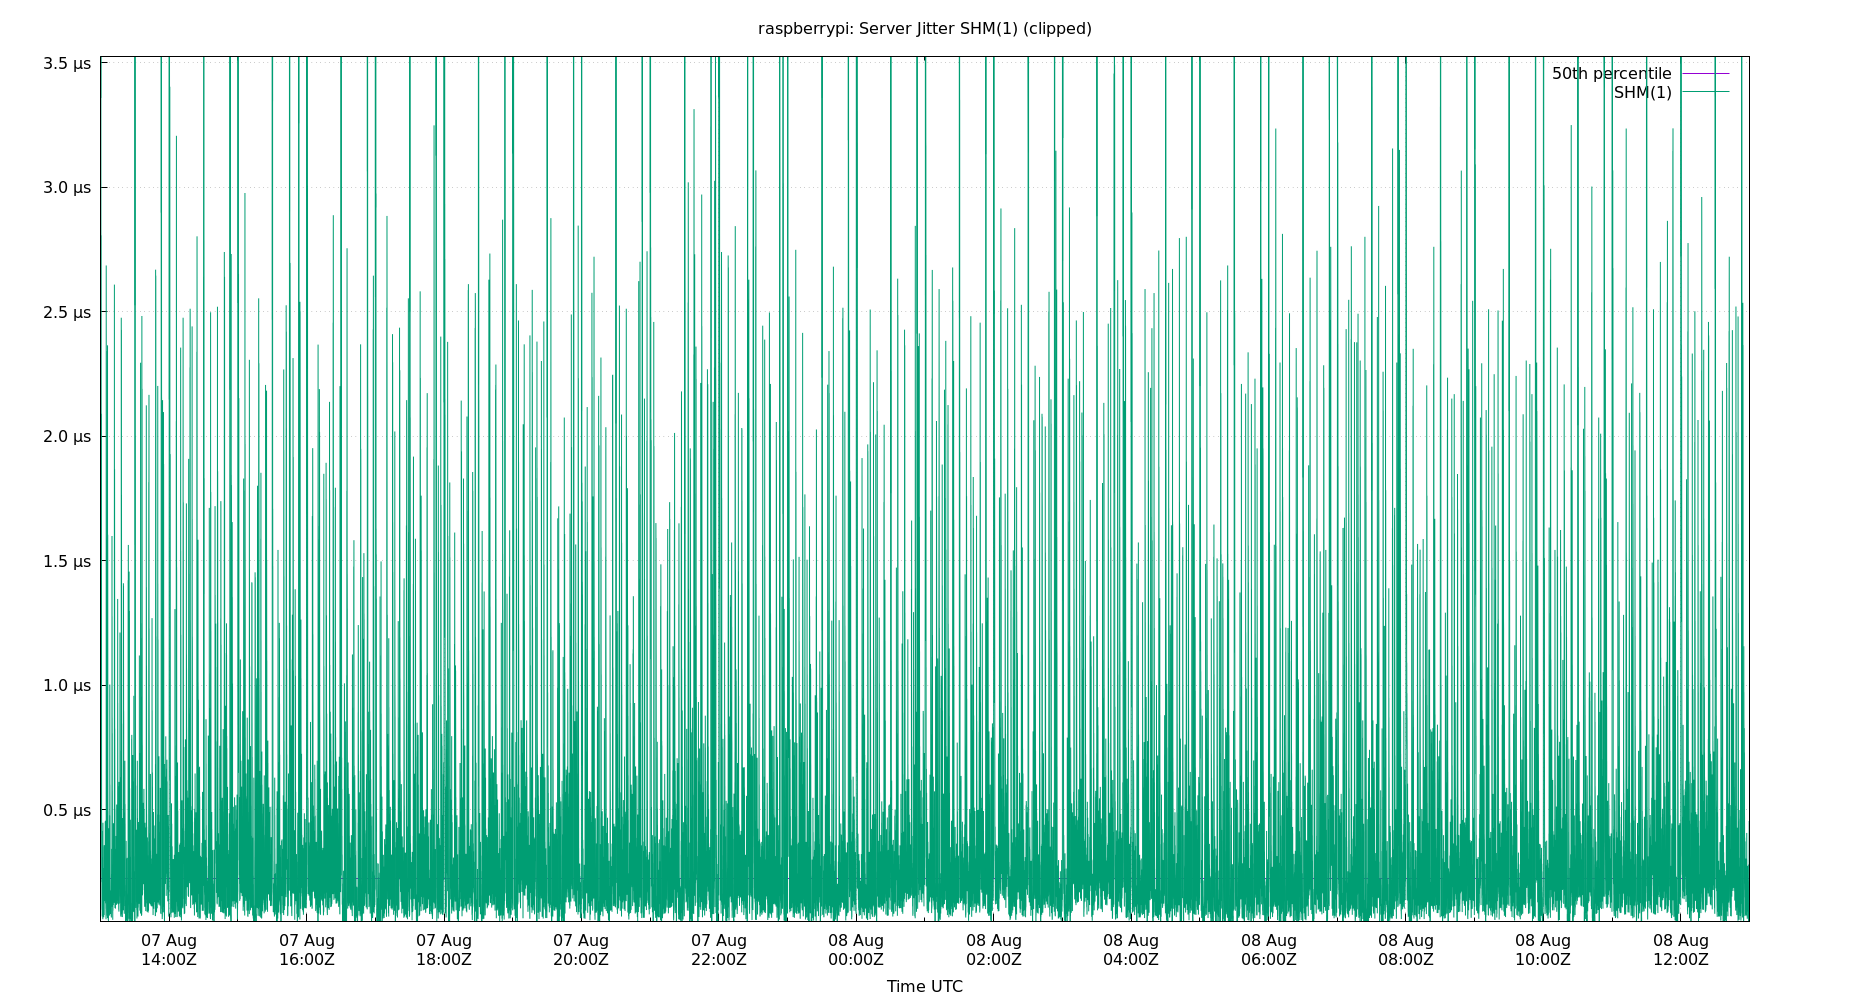 raspberrypi: Server Jitter SHM(1) (clipped)
3.5 µs
3.0 µs
2.5 µs
2.0 µs
1.5 µs
1.0 µs
0.5 µs
50th percentile
SHM(1)
07 Aug 07 Aug 07 Aug 07 Aug 07 Aug 08 Aug 08 Aug 08 Aug 08 Aug 08 Aug 08 Aug 08 Aug
14:00Z 16:00Z 18:00Z 20:00Z 22:00Z 00:00Z 02:00Z 04:00Z 06:00Z 08:00Z 10:00Z 12:00Z
Time UTC